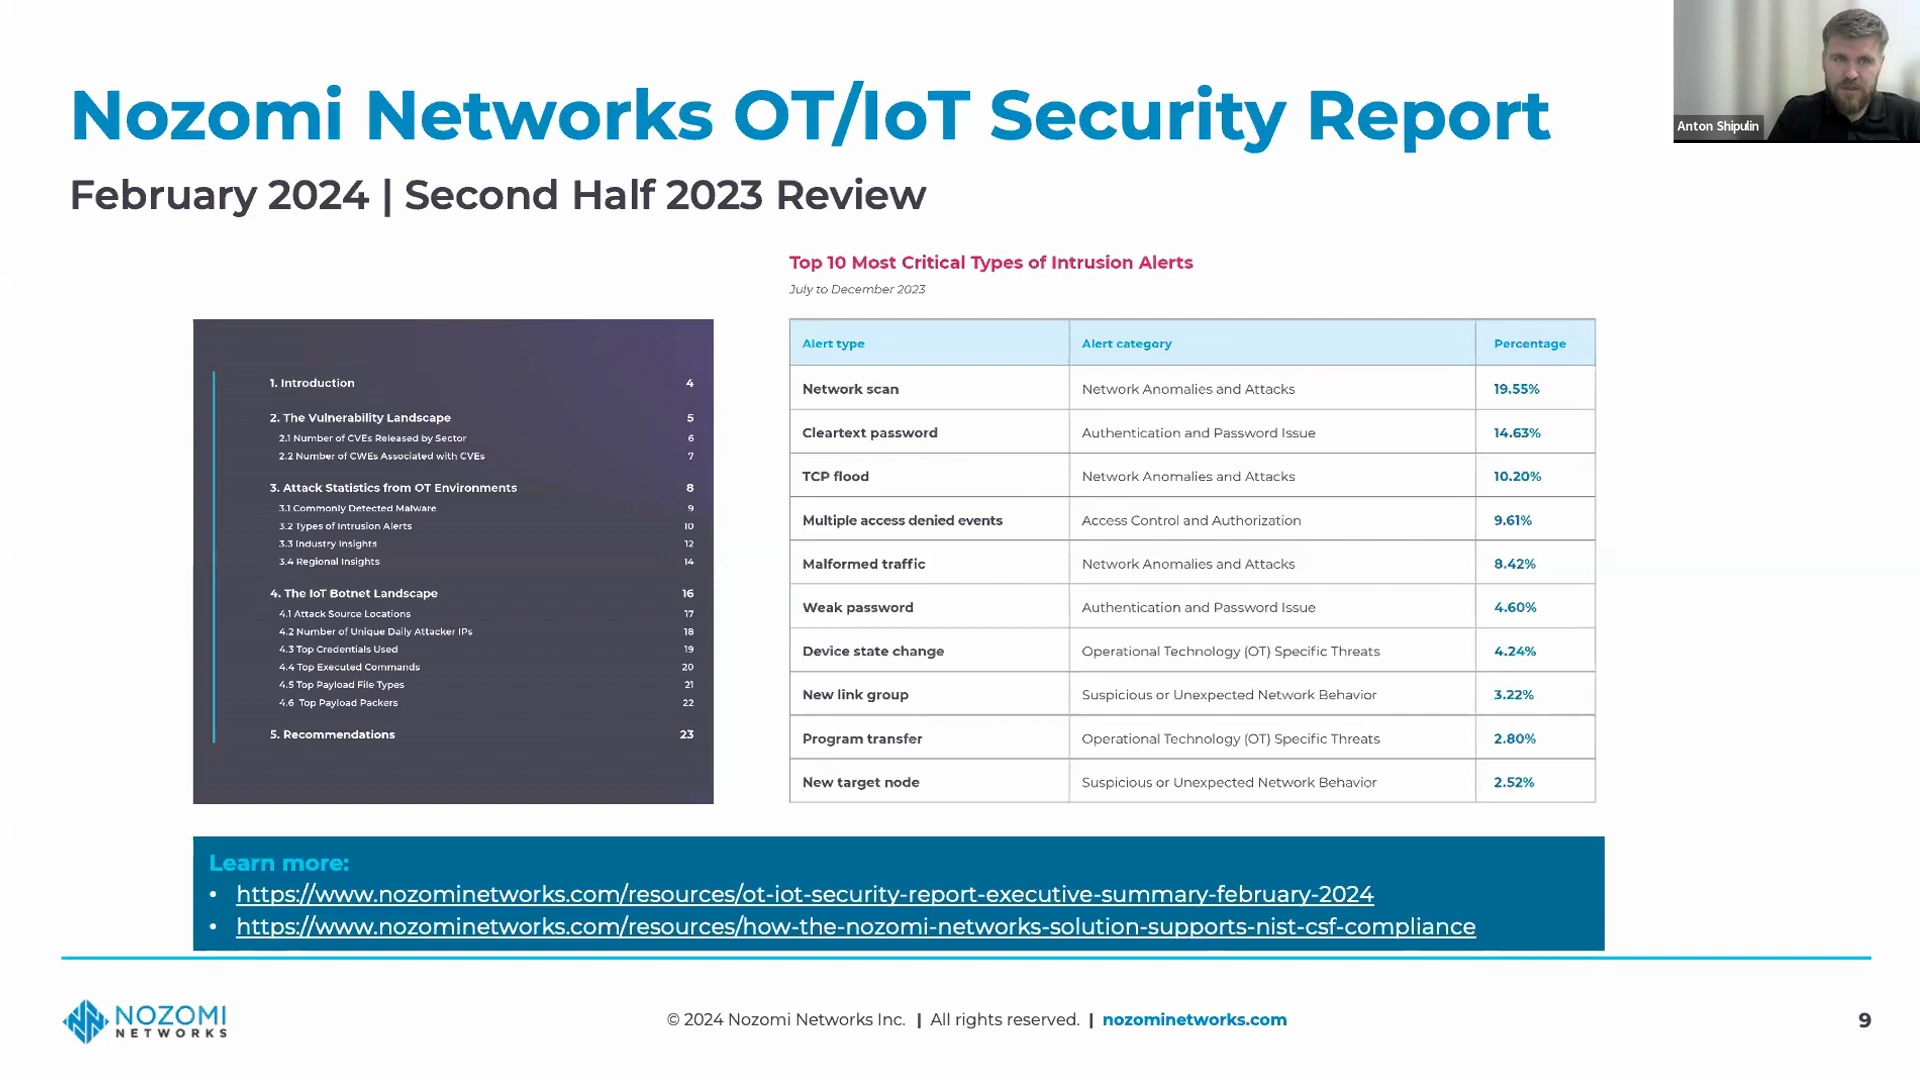 Nozomi Networks OT/IoT Security Report
Anton Shipulin
February 2024 | Second Half 2023 Review
1. Introduction 4
2. The Vulnerability Landscape 5
2.1 Number of CVEs Released by Sector 6
2.2 Number of CWEs Associated with CVEs 7
3. Attack Statistics from OT Environments 8
3.1 Commonly Detected Malware 9
3.2 Types of Intrusion Alerts 10
3.3 Industry Insights 12
3.4 Regional Insights 14
4. The IoT Botnet Landscape 16
4.1 Attack Source Locations 17
4.2 Number of Unique Daily Attacker IPs 18
4.3 Top Credentials Used 19
4.4 Top Executed Commands 20
4.5 Top Payload File Types 21
4.6 Top Payload Packers 22
5. Recommendations 23
Top 10 Most Critical Types of Intrusion Alerts
July to December 2023
Alert type Alert category Percentage
Network scan Network Anomalies and Attacks 19.55%
Cleartext password Authentication and Password Issue 14.63%
TCP flood Network Anomalies and Attacks 10.20%
Multiple access denied events Access Control and Authorization 9.61%
Malformed traffic Network Anomalies and Attacks 8.42%
Weak password Authentication and Password Issue 4.60%
Device state change Operational Technology (OT) Specific Threats 4.24%
New link group Suspicious or Unexpected Network Behavior 3.22%
Program transfer Operational Technology (OT) Specific Threats 2.80%
New target node Suspicious or Unexpected Network Behavior 2.52%
Learn more:
• https://www.nozominetworks.com/resources/ot-iot-security-report-executive-summary-february-2024
• https://www.nozominetworks.com/resources/how-the-nozomi-networks-solution-supports-nist-csf-compliance
NOZOMI
NETWORKS
© 2024 Nozomi Networks Inc. | All rights reserved. | nozominetworks.com
9